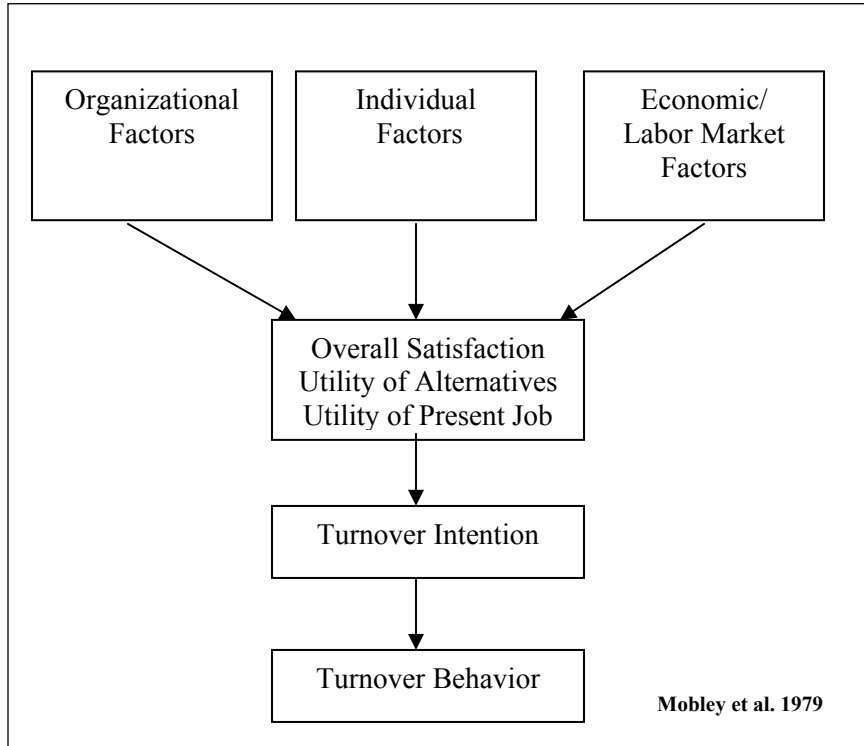 Organizational
Factors
Individual
Factors
Economic/
Labor Market
Factors
Overall Satisfaction
Utility of Alternatives
Utility of Present Job
Turnover Intention
Turnover Behavior
Mobley et al. 1979